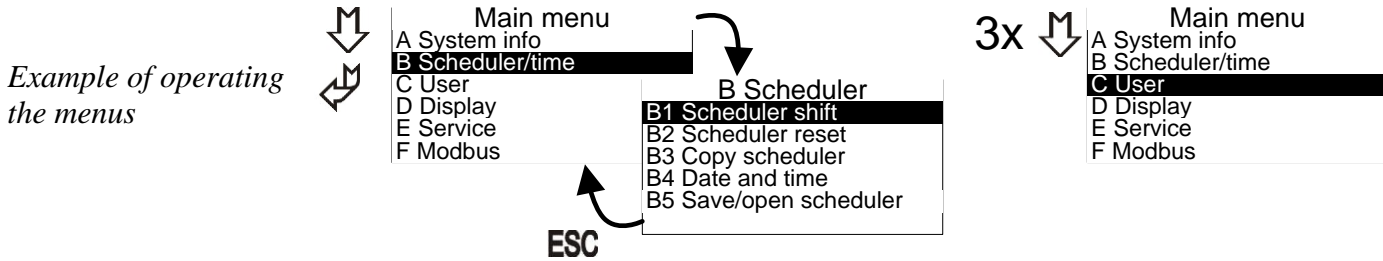 Example of operating
the menus
Main menu
A System info
B Scheduler/time
C User
D Display
E Service
F Modbus
B Scheduler
B1 Scheduler shift
B2 Scheduler reset
B3 Copy scheduler
B4 Date and time
B5 Save/open scheduler
ESC
3x
Main menu
A System info
B Scheduler/time
C User
D Display
E Service
F Modbus